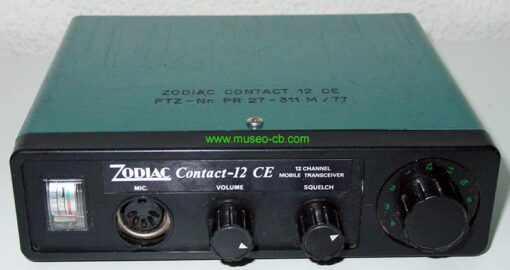 ZODIAC CONTACT 12 CE
FTZ-Nr. PR 27-311 M/77
www.museo-cb.com
ZODIAC Contact-12 CE
12 CHANNEL
MOBILE TRANSCEIVER
MIC.
VOLUME
SQUELCH